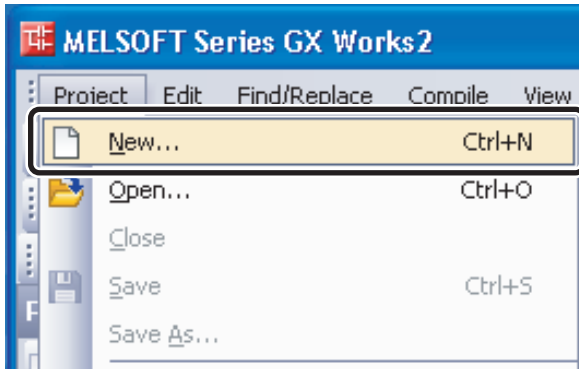 MELSOFT Series GX Works2
Project Edit Find/Replace Compile View
New... Ctrl+N
Open... Ctrl+O
Close
Save Ctrl+S
Save As...